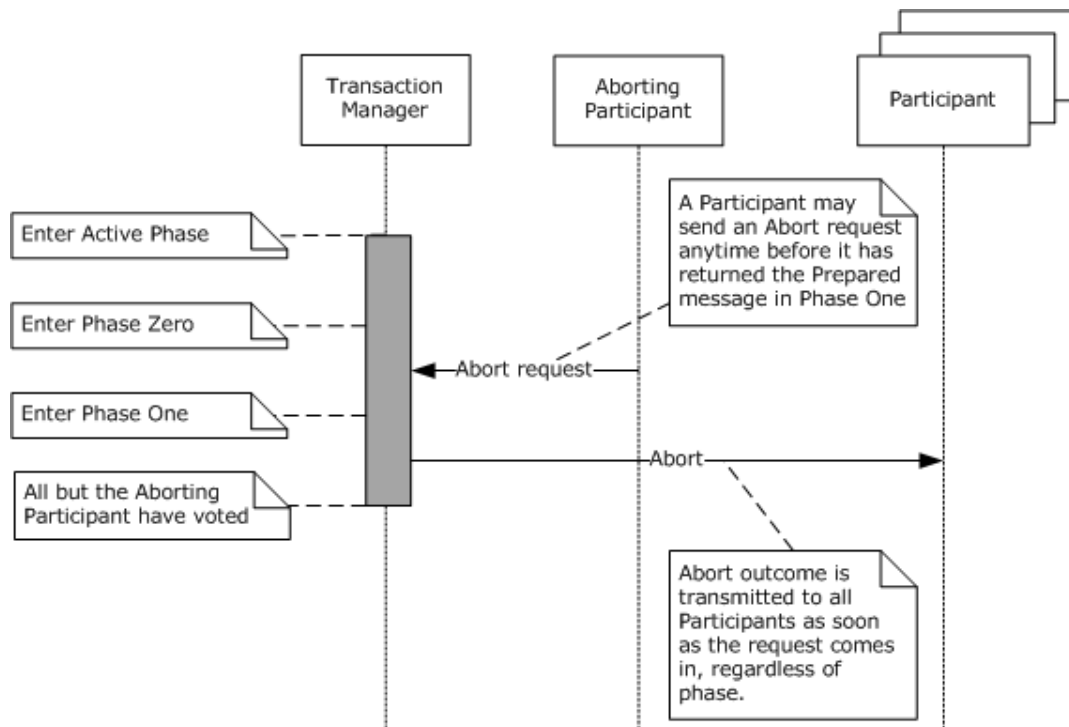 Transaction
Manager
Aborting
Participant
Participant
A Participant may
send an Abort request
anytime before it has
returned the Prepared
message in Phase One
Enter Active Phase
Enter Phase Zero
Abort request
Enter Phase One
Abort
All but the Aborting
Participant have voted
Abort outcome is
transmitted to all
Participants as soon
as the request comes
in, regardless of
phase.